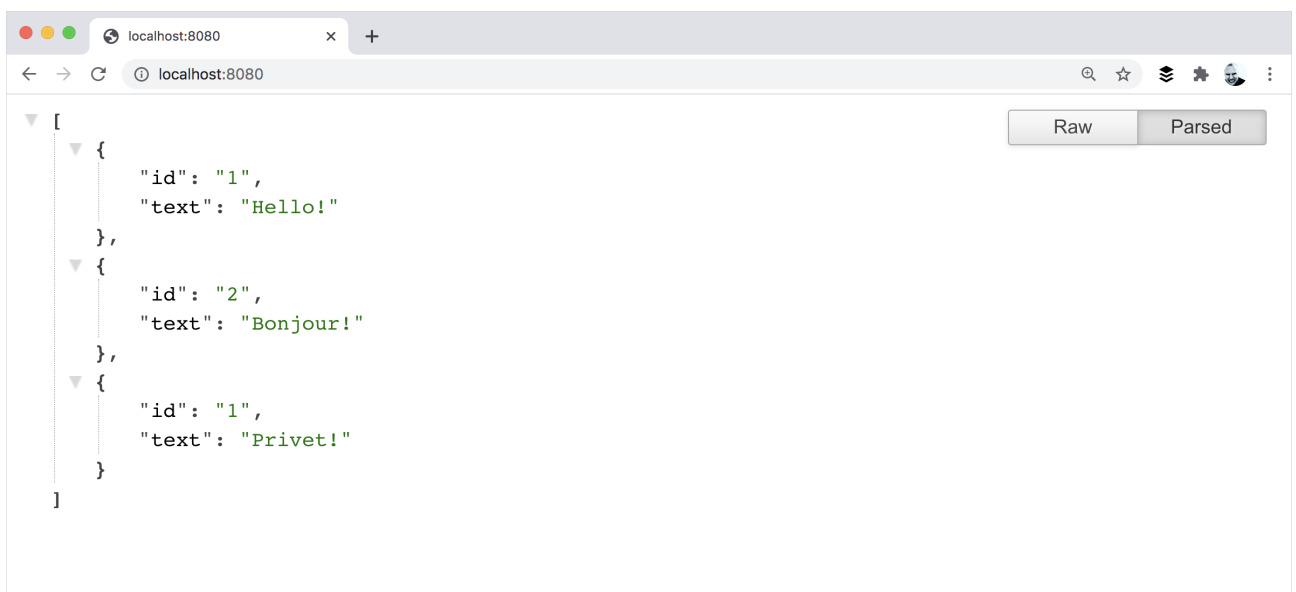 localhost:8080
localhost:8080
Raw Parsed
[
{
"id": "1",
"text": "Hello!"
},
{
"id": "2",
"text": "Bonjour!"
},
{
"id": "1",
"text": "Privet!"
}
]